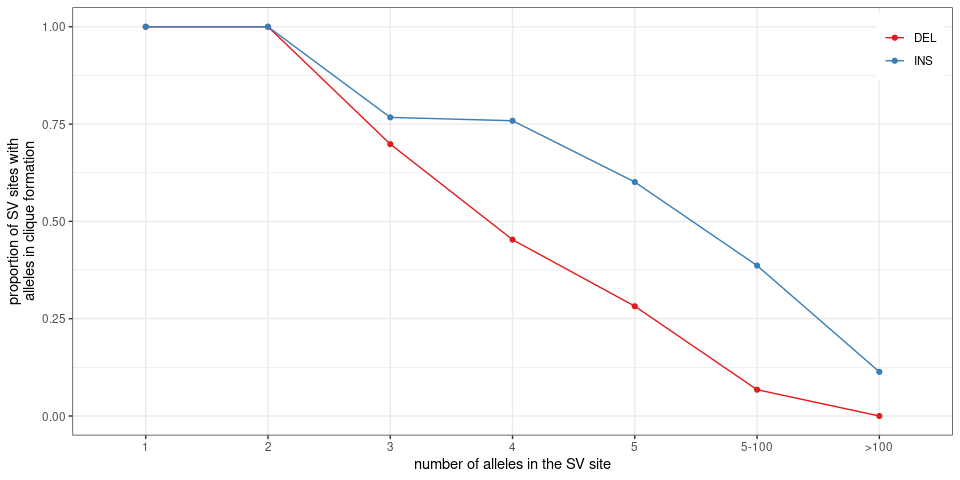 1.00
0.75
0.50
0.25
0.00
proportion of SV sites with
alleles in clique formation
1
2
3
4
5
5-100
>100
number of alleles in the SV site
DEL
INS